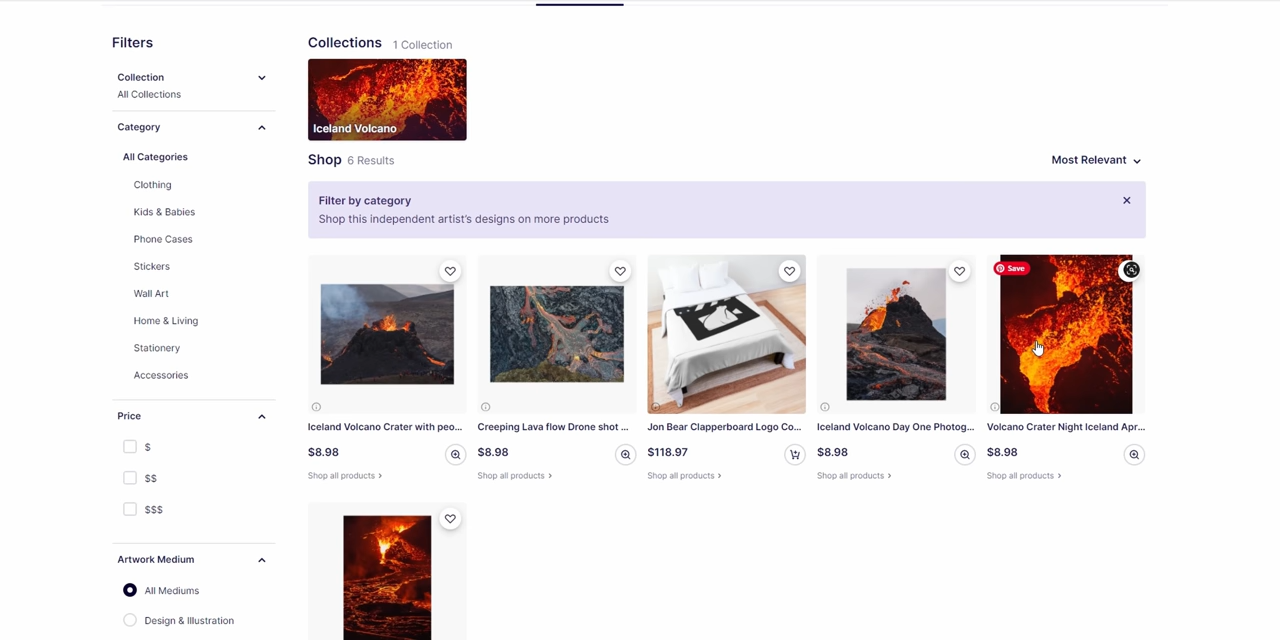 Filters
Collection
All Collections
Category
All Categories
Clothing
Kids & Babies
Phone Cases
Stickers
Wall Art
Home & Living
Stationery
Accessories
Price
$
$$
$$$
Artwork Medium
All Mediums
Design & Illustration
Collections 1 Collection
Iceland Volcano
Shop 6 Results
Most Relevant
Filter by category
Shop this independent artist's designs on more products
Save
Iceland Volcano Crater with peo...
$8.98
Shop all products
Creeping Lava flow Drone shot ...
$8.98
Shop all products
Jon Bear Clapperboard Logo Co...
$118.97
Shop all products
Iceland Volcano Day One Photog...
$8.98
Shop all products
Volcano Crater Night Iceland Apr...
$8.98
Shop all products